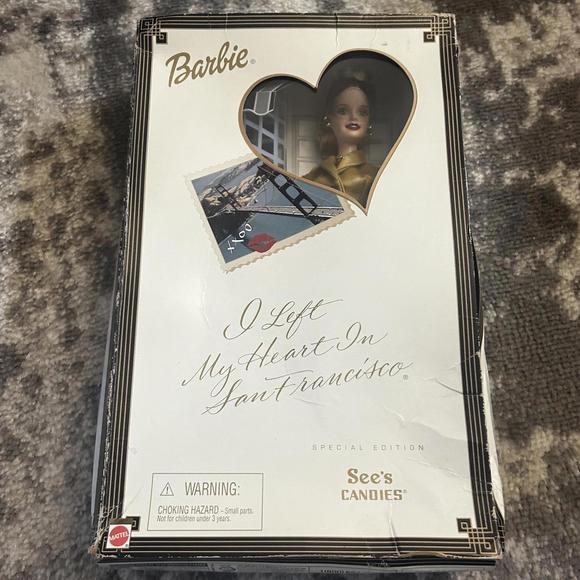 Barbie®
XXOO
I Left
My Heart In
San Francisco®
SPECIAL EDITION
See's
CANDIES®
⚠ WARNING:
CHOKING HAZARD - Small parts.
Not for children under 3 years.
MATTEL